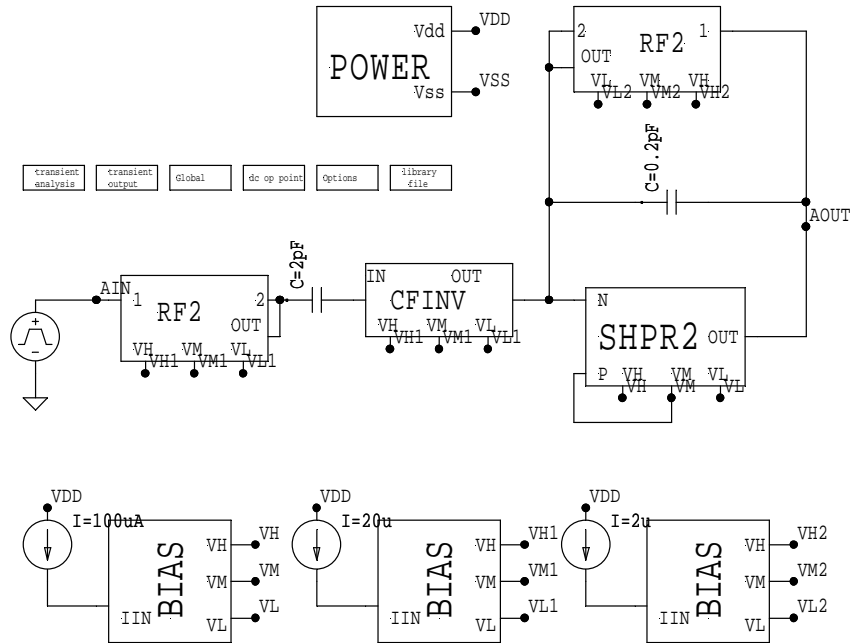 Vdd
VDD
POWER
Vss
VSS
2
RF2
1
OUT
VL
VM
VH
VL2
VM2
VH2
transient
analysis
transient
output
Global
dc op point
Options
library
file
C=0.2pF
AOUT
AIN
1
RF2
2
OUT
VH
VM
VL
VH1
VM1
VL1
C=2pF
IN
OUT
CFINV
VH
VM
VL
VH1
VM1
VL1
N
SHPR2
OUT
P
VH
VM
VL
VH
VM
VL
VDD
I=100uA
BIAS
IIN
VH
VM
VL
VH
VM
VL
VDD
I=20u
BIAS
IIN
VH
VM
VL
VH1
VM1
VL1
VDD
I=2u
BIAS
IIN
VH
VM
VL
VH2
VM2
VL2